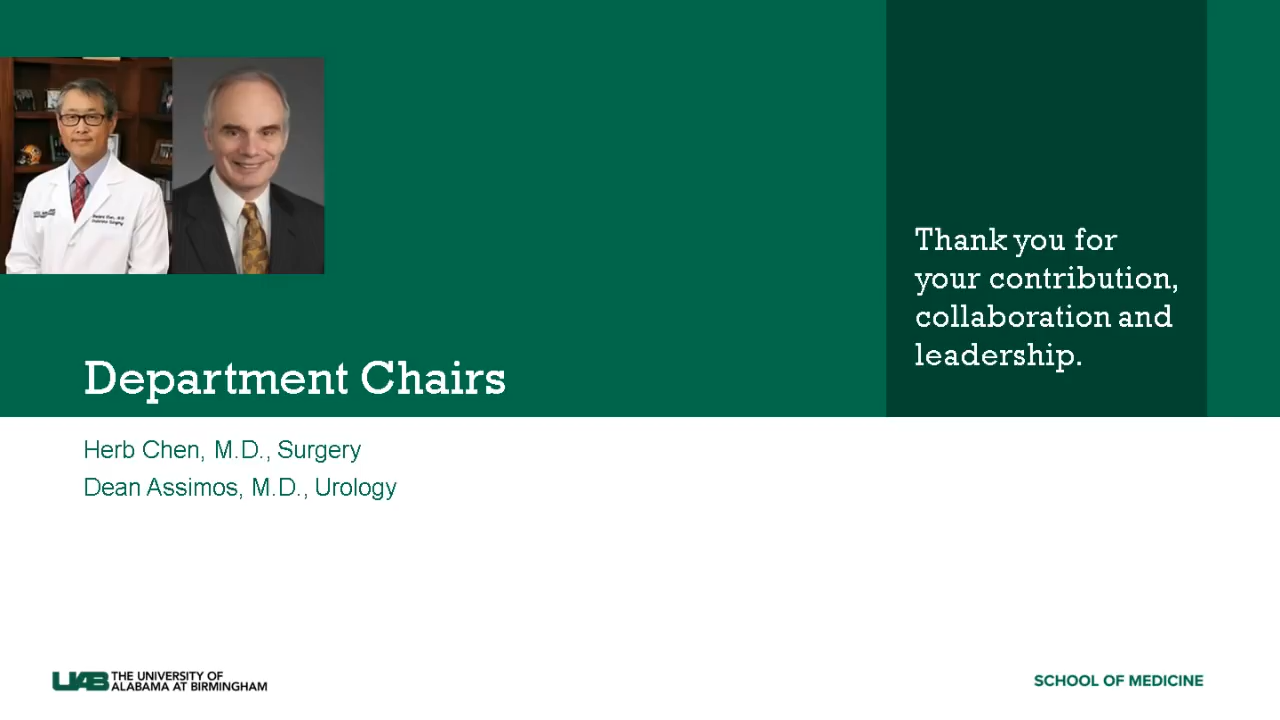 Thank you for
your contribution,
collaboration and
leadership.
Department Chairs
Herb Chen, M.D., Surgery
Dean Assimos, M.D., Urology
UAB THE UNIVERSITY OF
ALABAMA AT BIRMINGHAM
SCHOOL OF MEDICINE